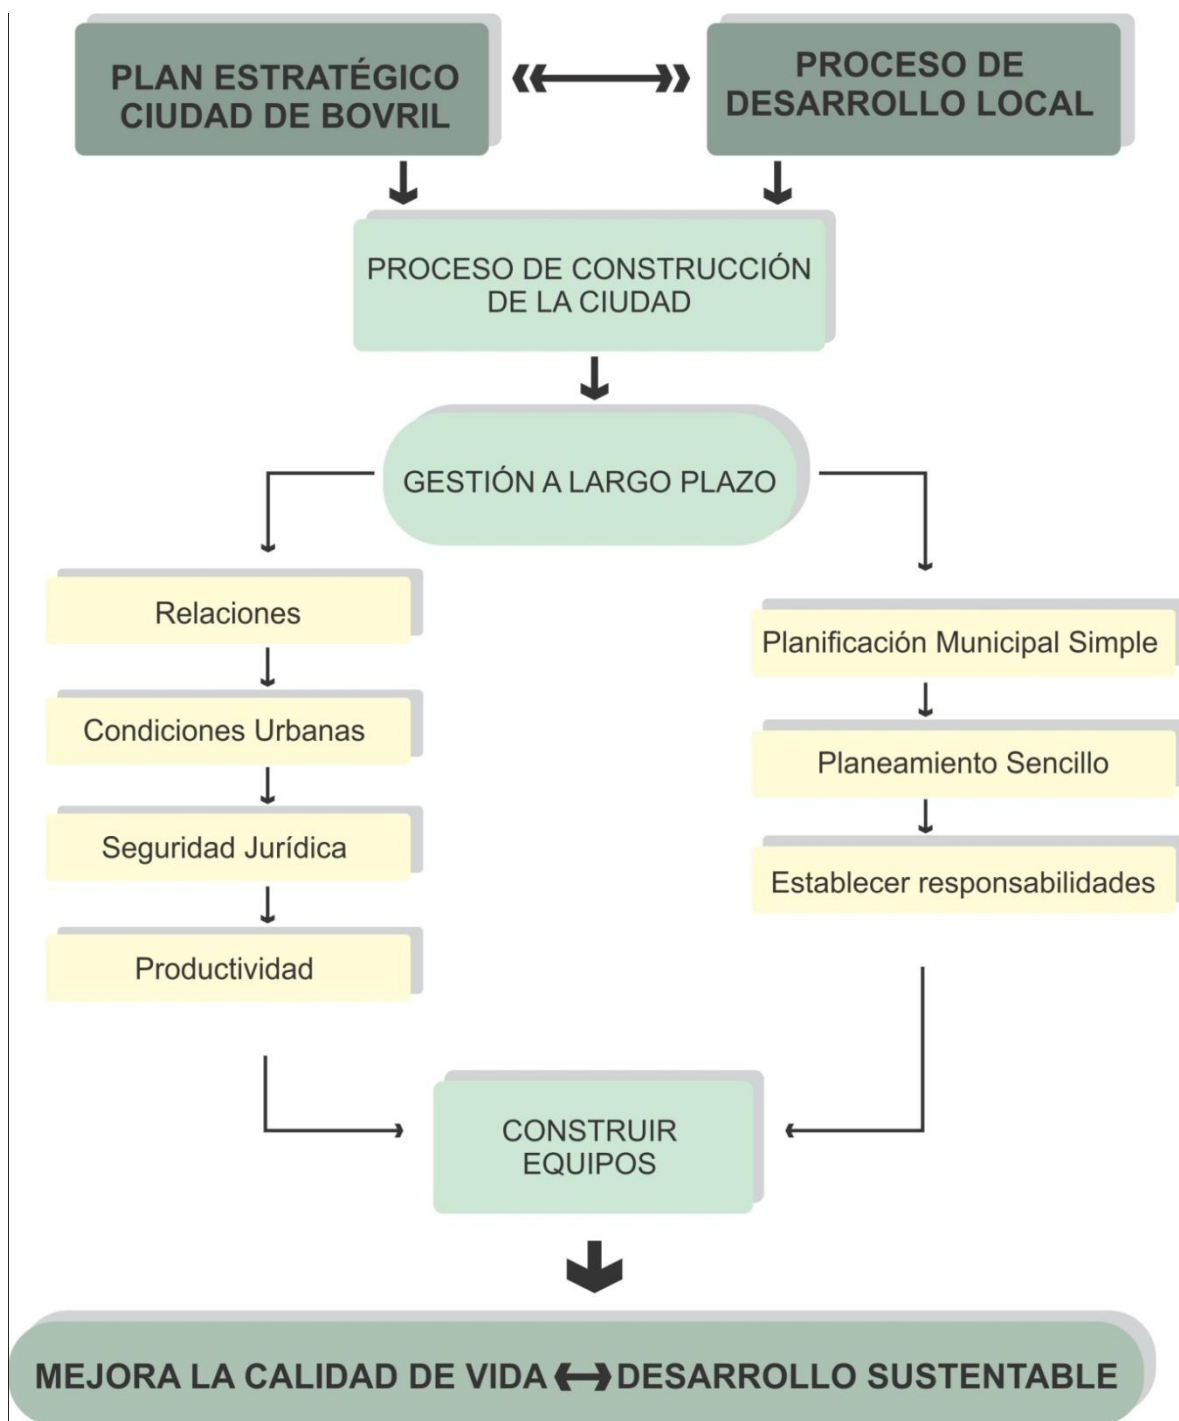 PLAN ESTRATÉGICO
CIUDAD DE BOVRIL
PROCESO DE
DESARROLLO LOCAL
PROCESO DE CONSTRUCCIÓN
DE LA CIUDAD
GESTIÓN A LARGO PLAZO
Relaciones
Condiciones Urbanas
Seguridad Jurídica
Productividad
Planificación Municipal Simple
Planeamiento Sencillo
Establecer responsabilidades
CONSTRUIR
EQUIPOS
MEJORA LA CALIDAD DE VIDA DESARROLLO SUSTENTABLE